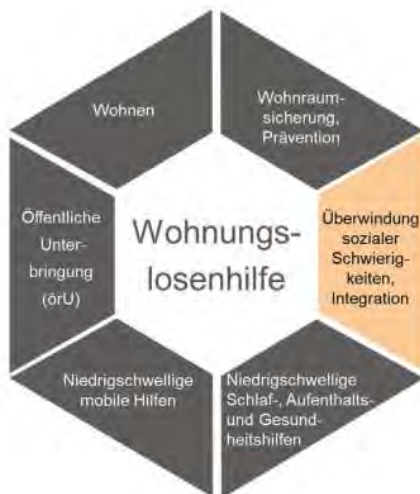 Wohnen
Wohnraum-
sicherung,
Prävention
Öffentliche
Unter-
bringung
(örU)
Wohnungs-
losenhilfe
Überwindung
sozialer
Schwierig-
keiten,
Integration
Niedrigschwellige
mobile Hilfen
Niedrigschwellige
Schlaf-, Aufenthalts-
und Gesund-
heitshilfen